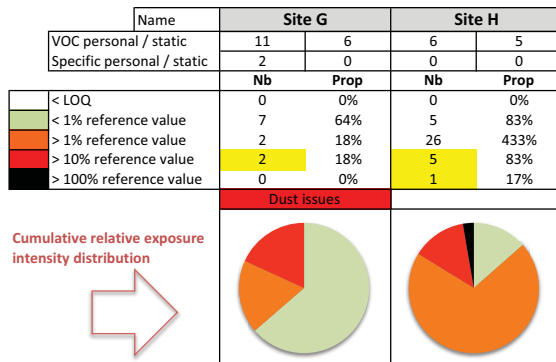 Name Site G Site H
VOC personal / static 11 6 6 5
Specific personal / static 2 0 0 0
Nb Prop Nb Prop
< LOQ 0 0% 0 0%
< 1% reference value 7 64% 5 83%
> 1% reference value 2 18% 26 433%
> 10% reference value 2 18% 5 83%
> 100% reference value 0 0% 1 17%
Dust issues
Cumulative relative exposure
intensity distribution